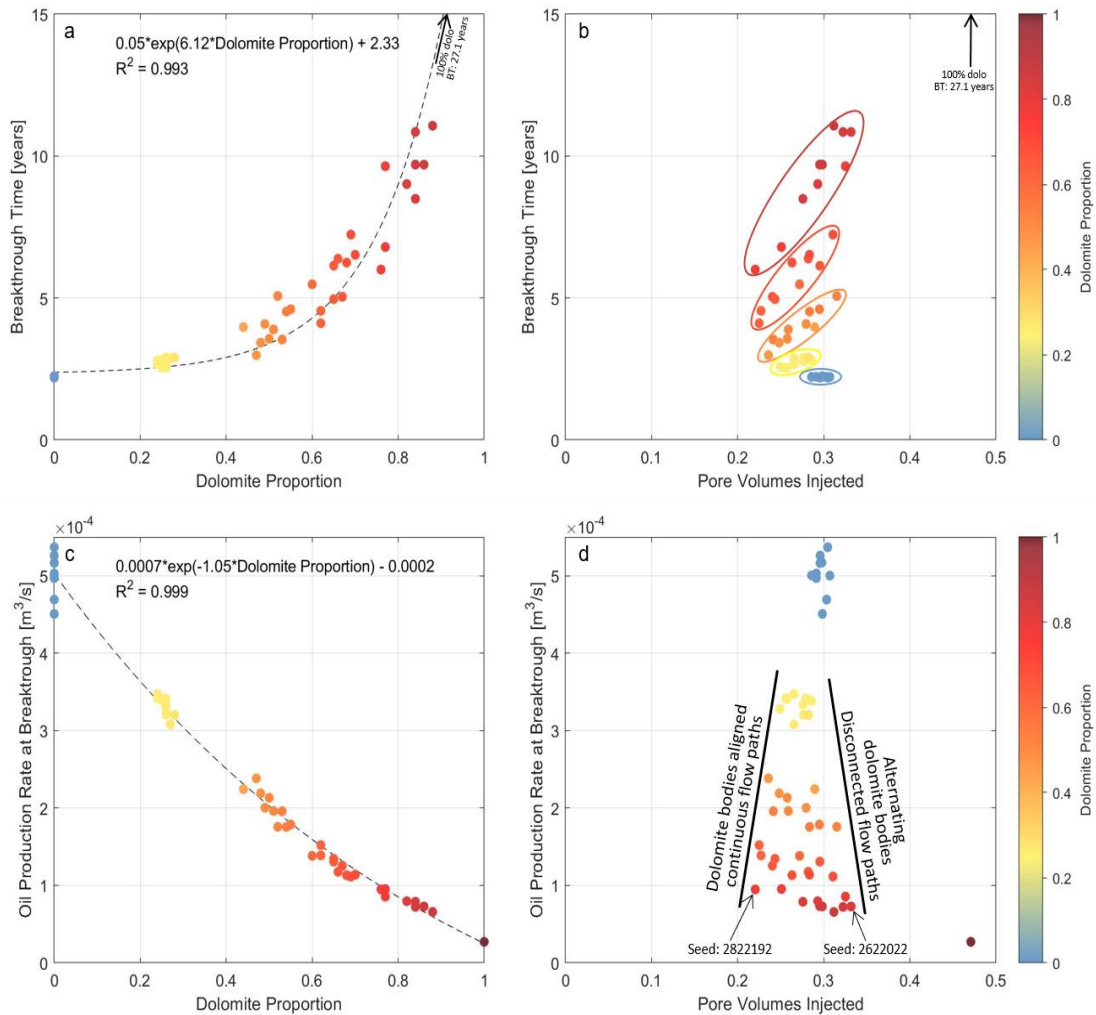 a
0.05*exp(6.12*Dolomite Proportion) + 2.33
R² = 0.993
100% dolo
BT: 27.1 years
15
10
5
0
Breakthrough Time [years]
0
0.2
0.4
0.6
0.8
1
Dolomite Proportion
b
100% dolo
BT: 27.1 years
15
10
5
0
Breakthrough Time [years]
0
0.1
0.2
0.3
0.4
0.5
Pore Volumes Injected
1
0.8
0.6
0.4
0.2
0
Dolomite Proportion
×10⁻⁴
c
0.0007*exp(-1.05*Dolomite Proportion) - 0.0002
R² = 0.999
5
4
3
2
1
0
Oil Production Rate at Breaktrough [m³/s]
0
0.2
0.4
0.6
0.8
1
Dolomite Proportion
×10⁻⁴
d
5
4
3
2
1
0
Oil Production Rate at Breaktrough [m³/s]
Dolomite bodies aligned
continuous flow paths
Alternating
dolomite bodies
Disconnected flow paths
Seed: 2822192
Seed: 2622022
0
0.1
0.2
0.3
0.4
0.5
Pore Volumes Injected
1
0.8
0.6
0.4
0.2
0
Dolomite Proportion